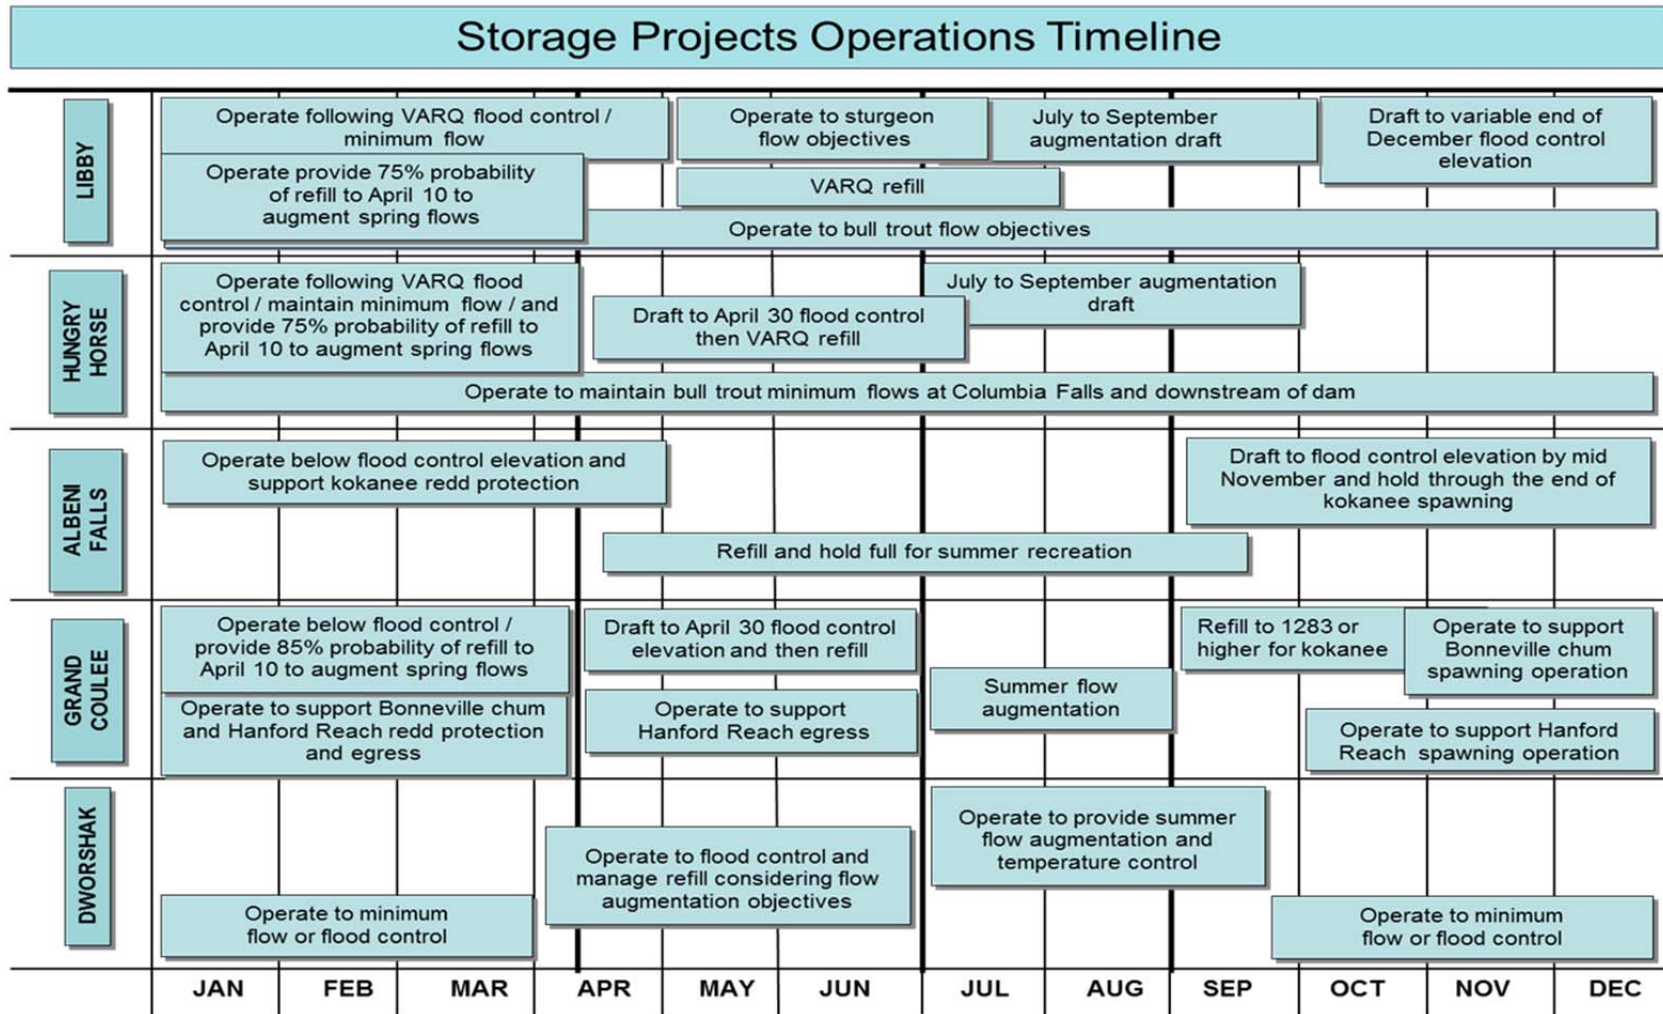 Storage Projects Operations Timeline
LIBBY
Operate following VARQ flood control /
minimum flow
Operate to sturgeon
flow objectives
July to September
augmentation draft
Draft to variable end of
December flood control
elevation
Operate provide 75% probability
of refill to April 10 to
augment spring flows
VARQ refill
Operate to bull trout flow objectives
HUNGRY
HORSE
Operate following VARQ flood
control / maintain minimum flow / and
provide 75% probability of refill to
April 10 to augment spring flows
Draft to April 30 flood control
then VARQ refill
July to September augmentation
draft
Operate to maintain bull trout minimum flows at Columbia Falls and downstream of dam
ALBENI
FALLS
Operate below flood control elevation and
support kokanee redd protection
Draft to flood control elevation by mid
November and hold through the end of
kokanee spawning
Refill and hold full for summer recreation
GRAND
COULEE
Operate below flood control /
provide 85% probability of refill to
April 10 to augment spring flows
Draft to April 30 flood control
elevation and then refill
Refill to 1283 or
higher for kokanee
Operate to support
Bonneville chum
spawning operation
Operate to support Bonneville chum
and Hanford Reach redd protection
and egress
Operate to support
Hanford Reach egress
Summer flow
augmentation
Operate to support Hanford
Reach spawning operation
DWORSHAK
Operate to minimum
flow or flood control
Operate to flood control and
manage refill considering flow
augmentation objectives
Operate to provide summer
flow augmentation and
temperature control
Operate to minimum
flow or flood control
JAN FEB MAR APR MAY JUN JUL AUG SEP OCT NOV DEC